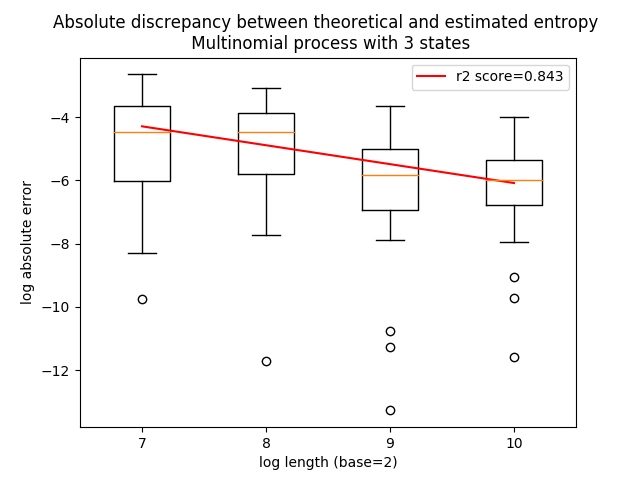 Absolute discrepancy between theoretical and estimated entropy
Multinomial process with 3 states
r2 score=0.843
log absolute error
−4
−6
−8
−10
−12
7 8 9 10
log length (base=2)